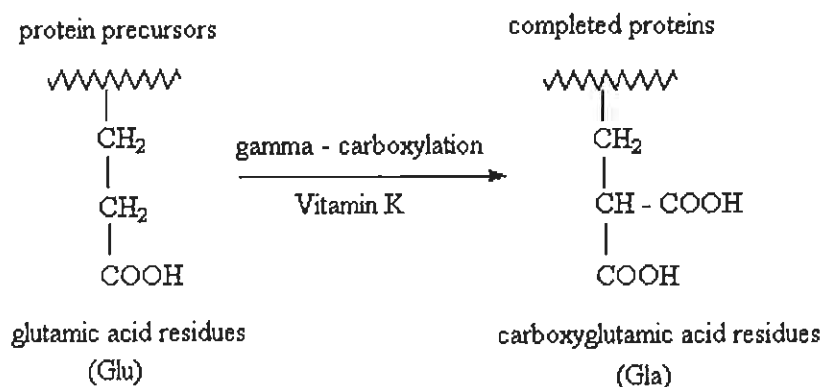 protein precursors
completed proteins
CH₂
CH₂
COOH
gamma - carboxylation
Vitamin K
CH₂
CH - COOH
COOH
glutamic acid residues
(Glu)
carboxyglutamic acid residues
(Gla)